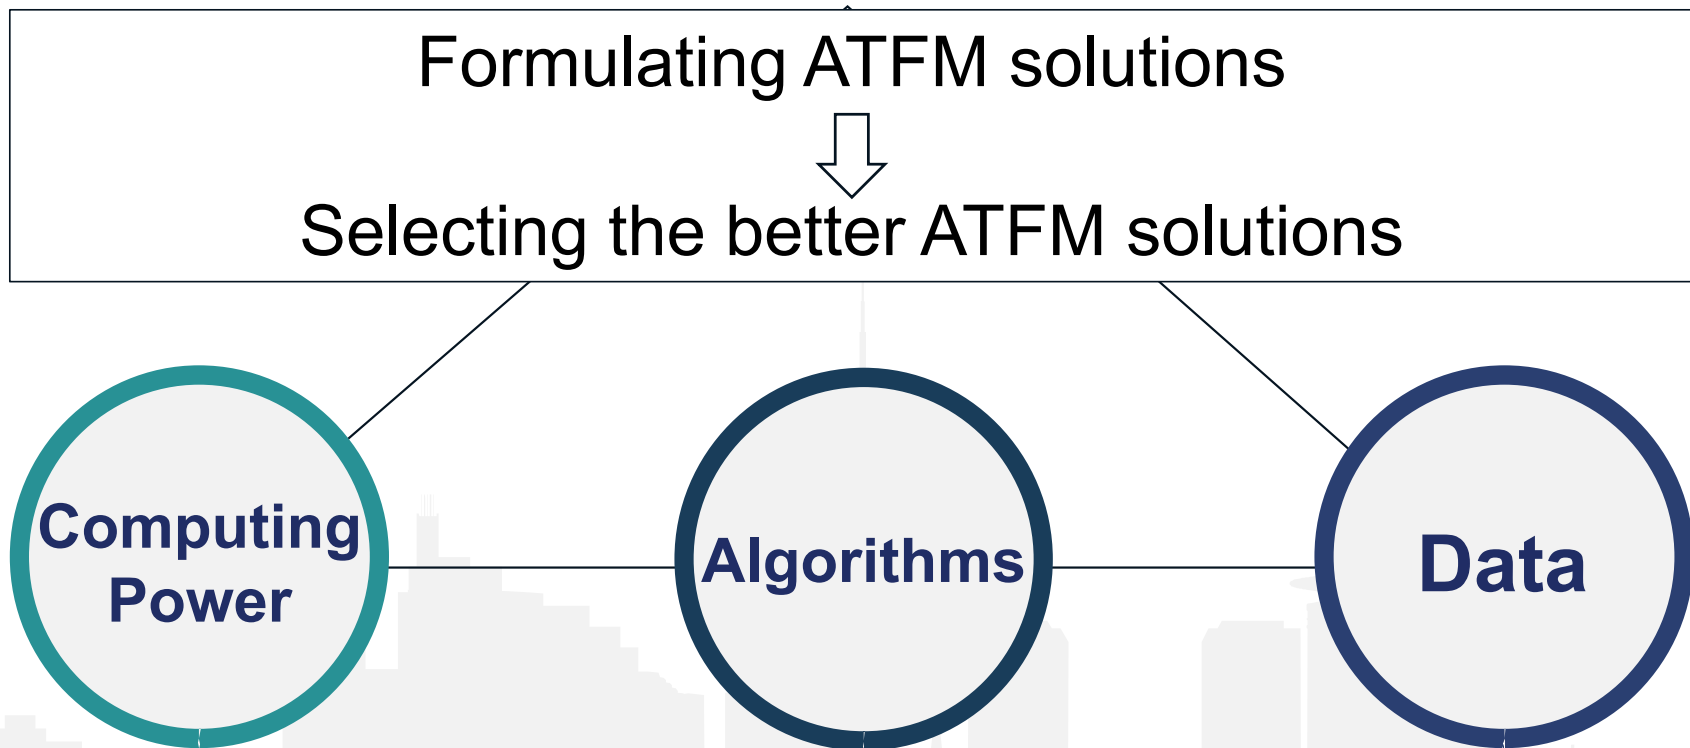 Formulating ATFM solutions
Selecting the better ATFM solutions
Computing
Power
Algorithms
Data